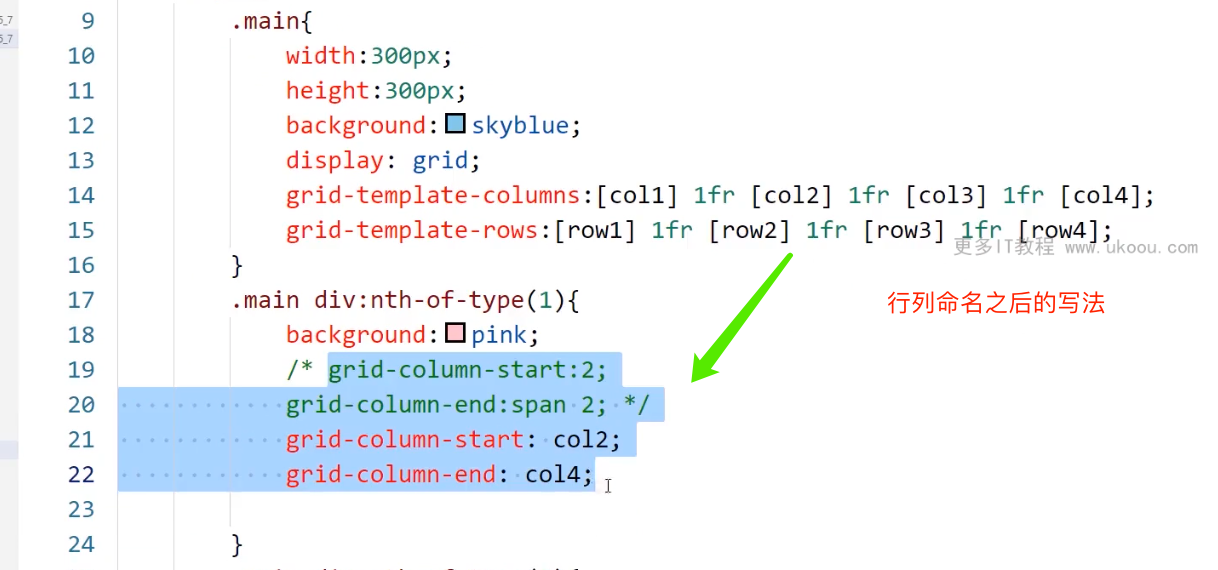 5_7
5_7
9 .main{
10 width:300px;
11 height:300px;
12 background:skyblue;
13 display: grid;
14 grid-template-columns:[col1] 1fr [col2] 1fr [col3] 1fr [col4];
15 grid-template-rows:[row1] 1fr [row2] 1fr [row3] 1fr [row4];
更多IT教程 www.ukoou.com
16 }
17 .main div:nth-of-type(1){
行列命名之后的写法
18 background:pink;
19 /* grid-column-start:2;
20 grid-column-end:span 2; */
21 grid-column-start: col2;
22 grid-column-end: col4;
23
24 }